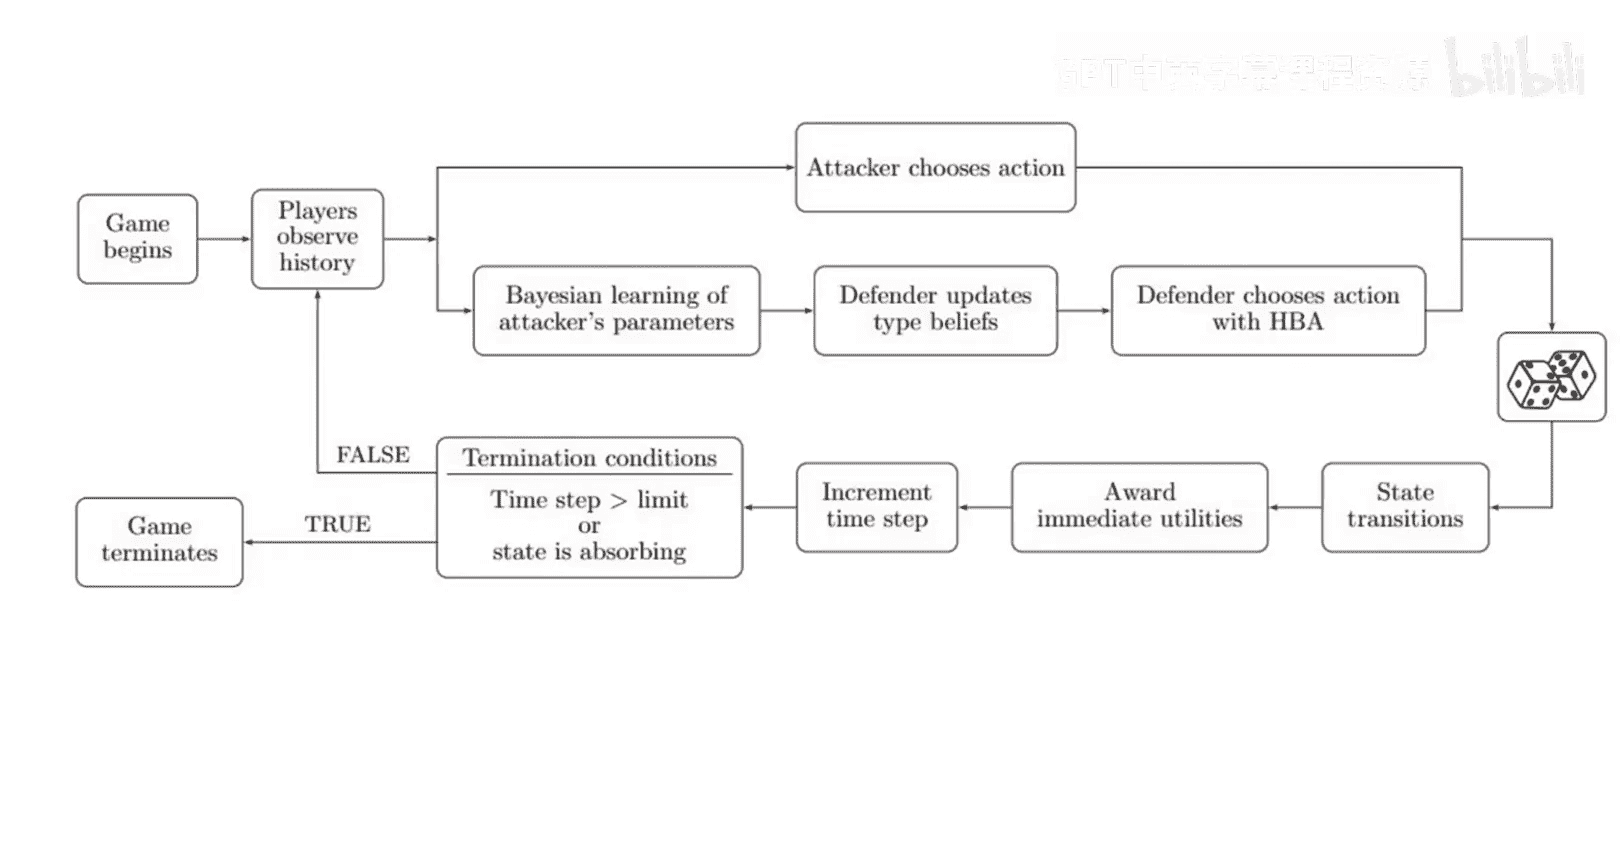 bilibili
Attacker chooses action
Game
begins
Players
observe
history
Bayesian learning of
attacker's parameters
Defender updates
type beliefs
Defender chooses action
with HBA
FALSE
Termination conditions
Time step > limit
or
state is absorbing
Increment
time step
Award
immediate utilities
State
transitions
TRUE
Game
terminates